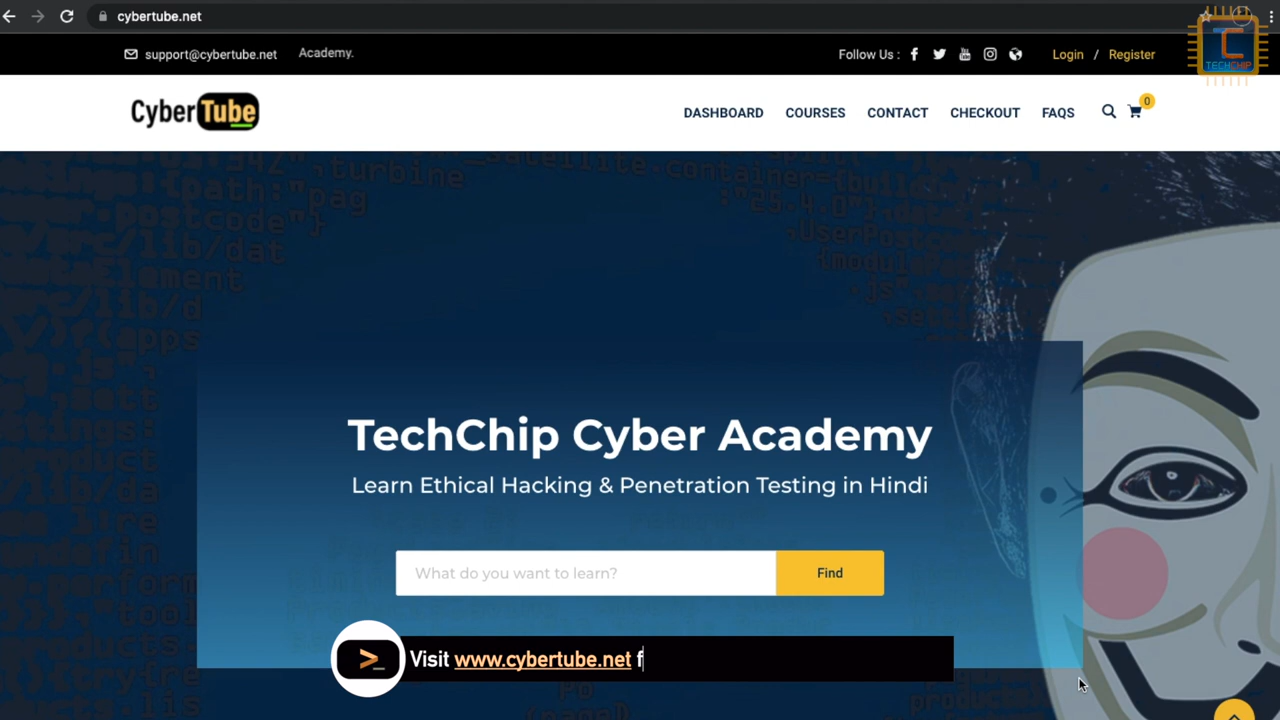 cybertube.net
support@cybertube.net Academy. Follow Us : Login / Register
TECHCHIP
CyberTube DASHBOARD COURSES CONTACT CHECKOUT FAQS 0
TechChip Cyber Academy
Learn Ethical Hacking & Penetration Testing in Hindi
What do you want to learn? Find
>_ Visit www.cybertube.net f